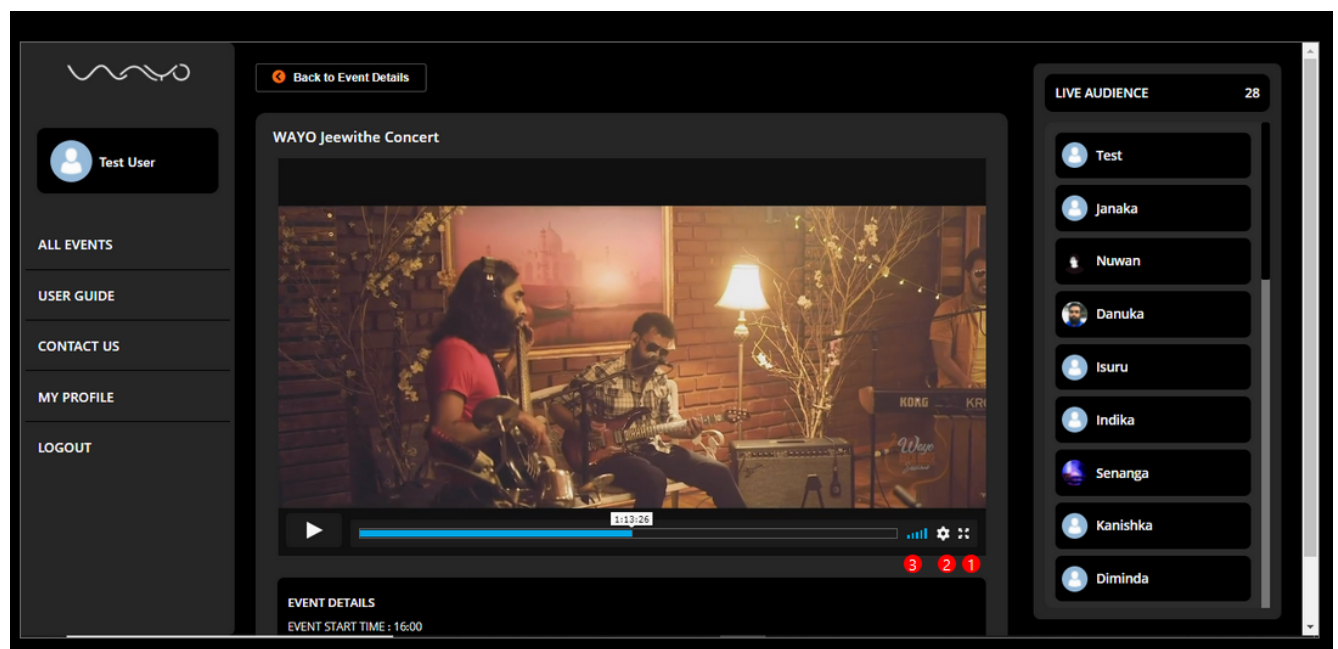 WAYO
Test User
ALL EVENTS
USER GUIDE
CONTACT US
MY PROFILE
LOGOUT
Back to Event Details
WAYO Jeewithe Concert
KORG KR
Wayo
1:13:26
3 2 1
EVENT DETAILS
EVENT START TIME : 16:00
LIVE AUDIENCE 28
Test
Janaka
Nuwan
Danuka
Isuru
Indika
Senanga
Kanishka
Diminda